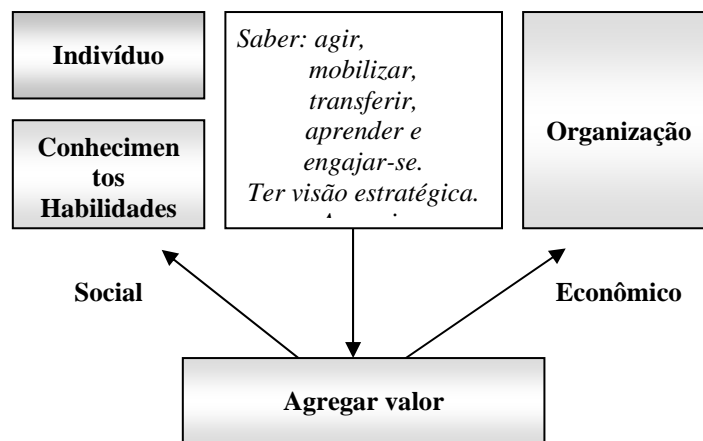 Indivíduo
Conhecimen
tos
Habilidades
Saber: agir,
mobilizar,
transferir,
aprender e
engajar-se.
Ter visão estratégica.
Organização
Social
Econômico
Agregar valor